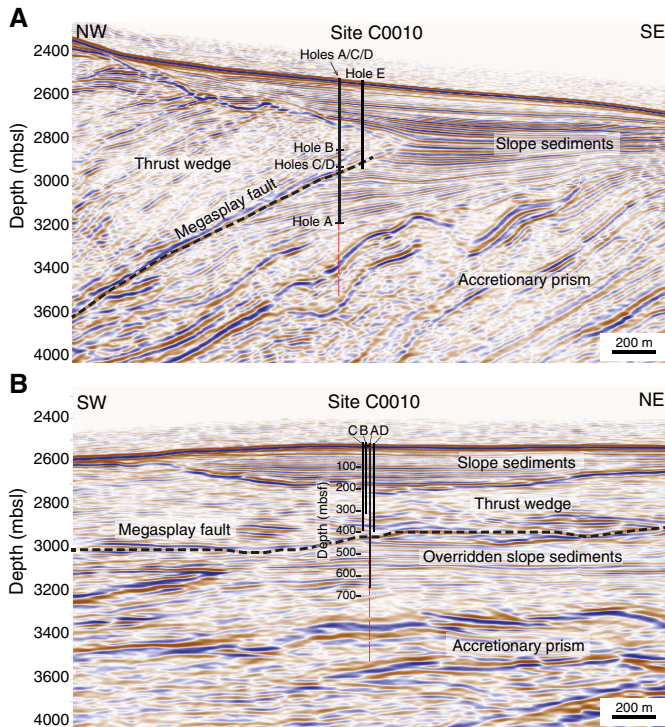 A
NW
Site C0010
SE
Holes A/C/D
Hole E
2400
2600
2800
3000
3200
3400
3600
3800
4000
Depth (mbsl)
Hole B
Holes C/D
Hole A
Thrust wedge
Megasplay fault
Slope sediments
Accretionary prism
200 m
B
SW
Site C0010
NE
C B A D
2400
2600
2800
3000
3200
3400
3600
3800
4000
Depth (mbsl)
100
200
300
400
500
600
700
Depth (mbsf)
Slope sediments
Thrust wedge
Megasplay fault
Overridden slope sediments
Accretionary prism
200 m